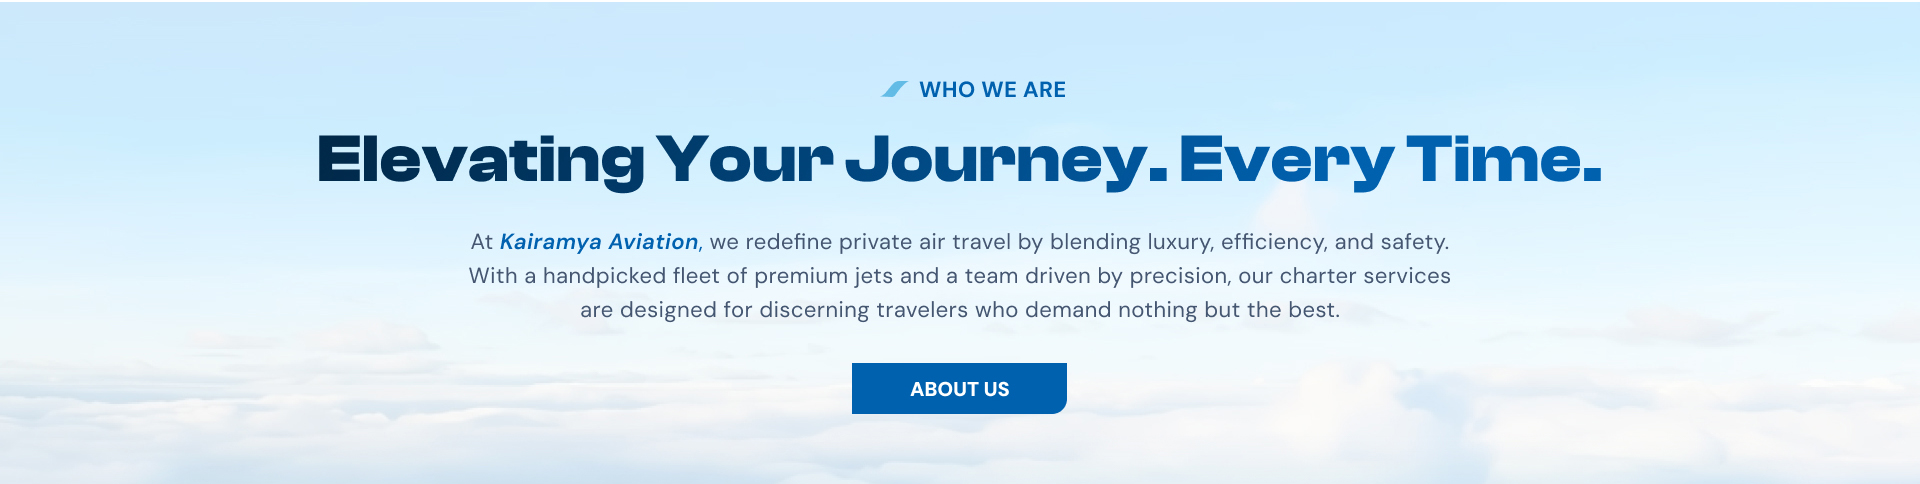 WHO WE ARE
Elevating Your Journey. Every Time.
At Kairamya Aviation, we redefine private air travel by blending luxury, efficiency, and safety.
With a handpicked fleet of premium jets and a team driven by precision, our charter services
are designed for discerning travelers who demand nothing but the best.
ABOUT US